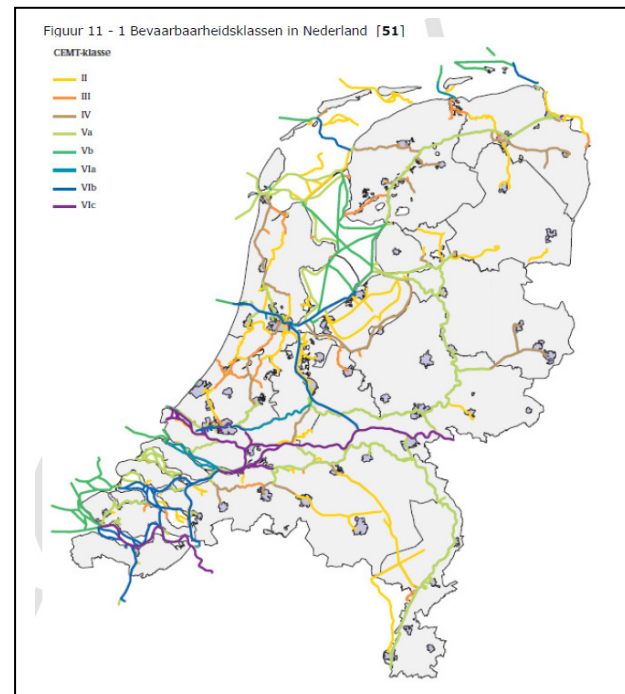 Figuur 11 - 1 Bevaarbaarheidsklassen in Nederland [51]
CEMT-klasse
II
III
IV
Va
Vb
VIa
VIb
VIc